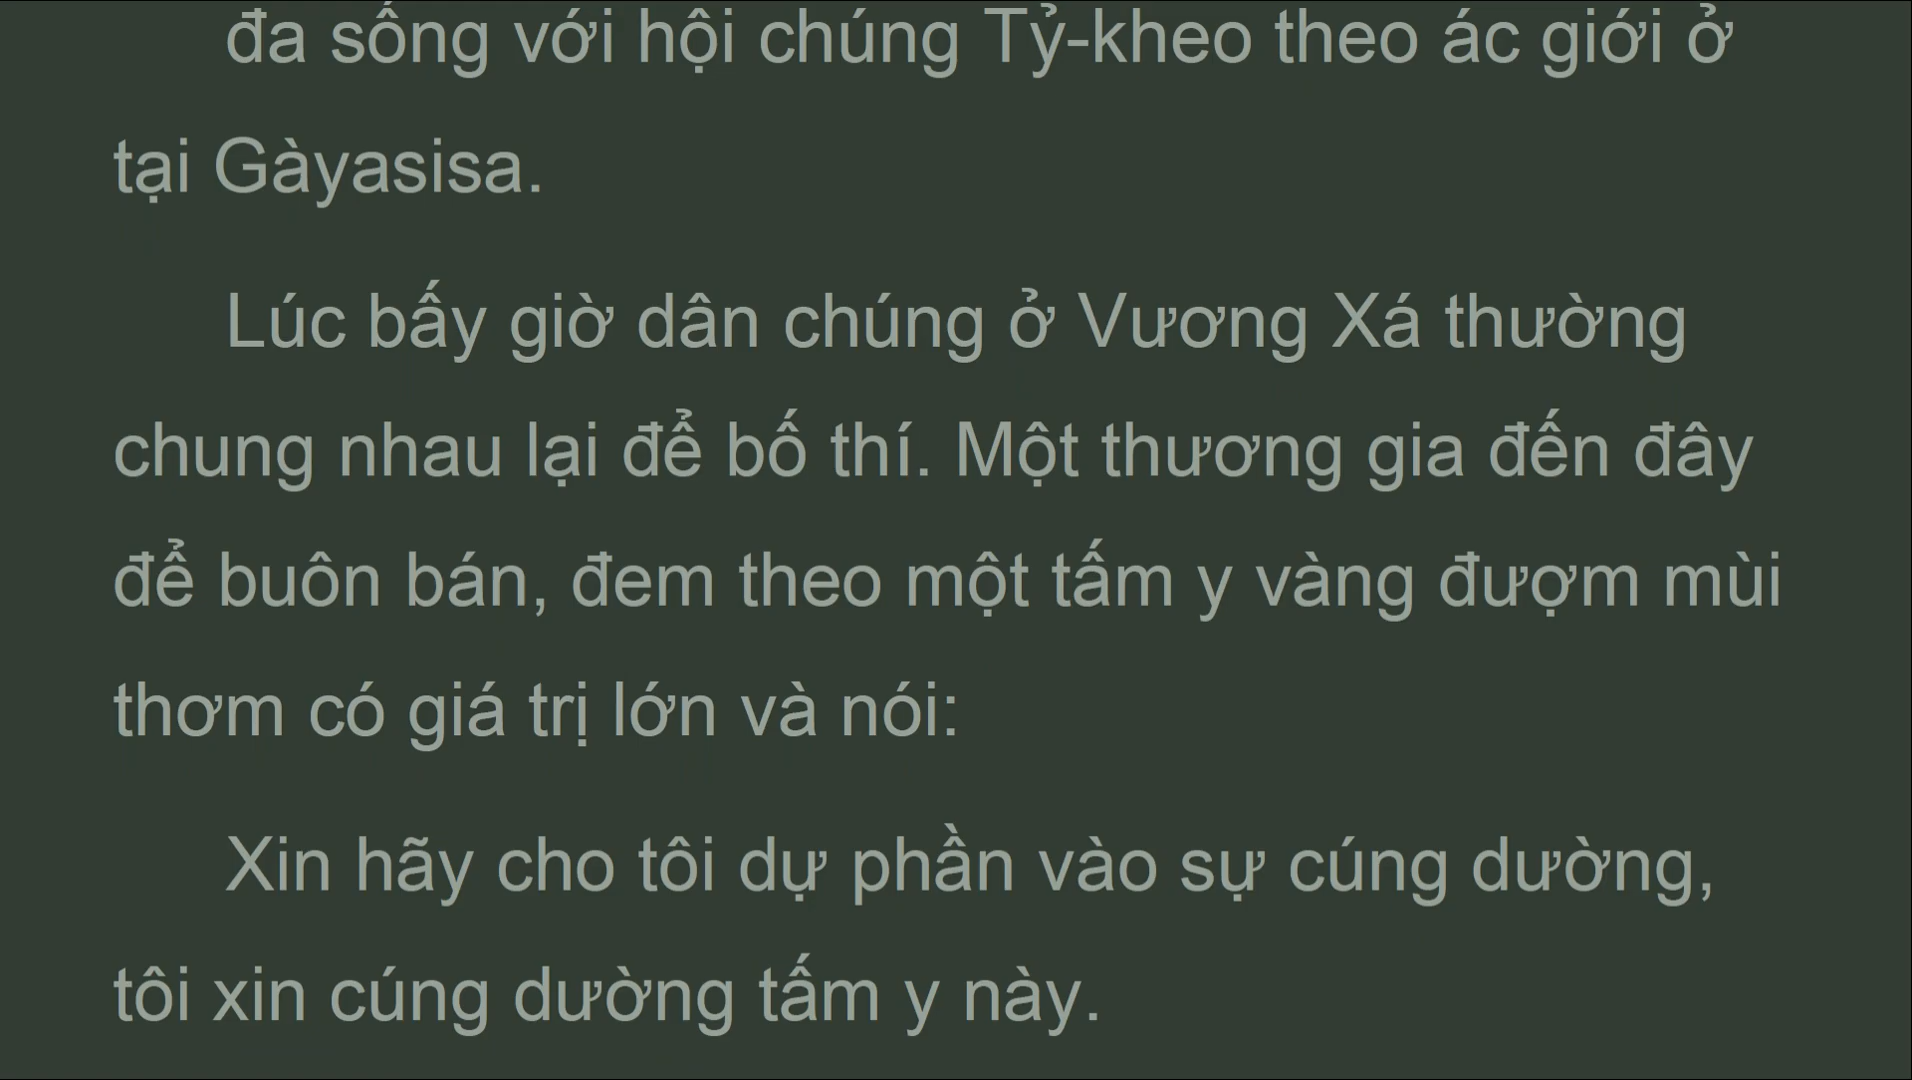 đa sống với hội chúng Tỷ-kheo theo ác giới ở
tại Gàyasisa.
Lúc bấy giờ dân chúng ở Vương Xá thường
chung nhau lại để bố thí. Một thương gia đến đây
để buôn bán, đem theo một tấm y vàng đượm mùi
thơm có giá trị lớn và nói:
Xin hãy cho tôi dự phần vào sự cúng dường,
tôi xin cúng dường tấm y này.